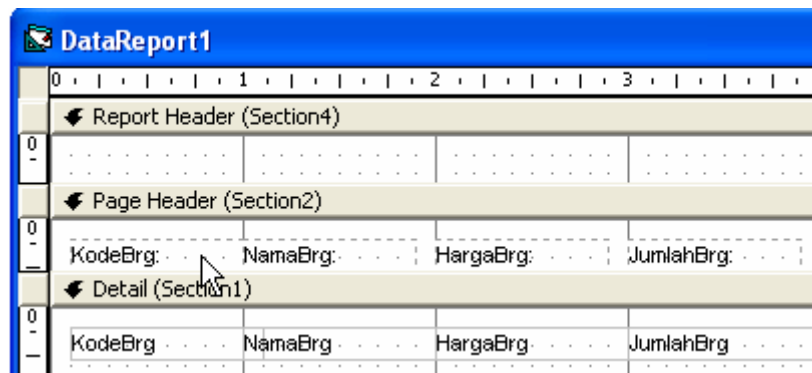 DataReport1
0 1 2 3
Report Header (Section4)
0
Page Header (Section2)
0
KodeBrg: NamaBrg: HargaBrg: JumlahBrg:
Detail (Section1)
0
KodeBrg NamaBrg HargaBrg JumlahBrg